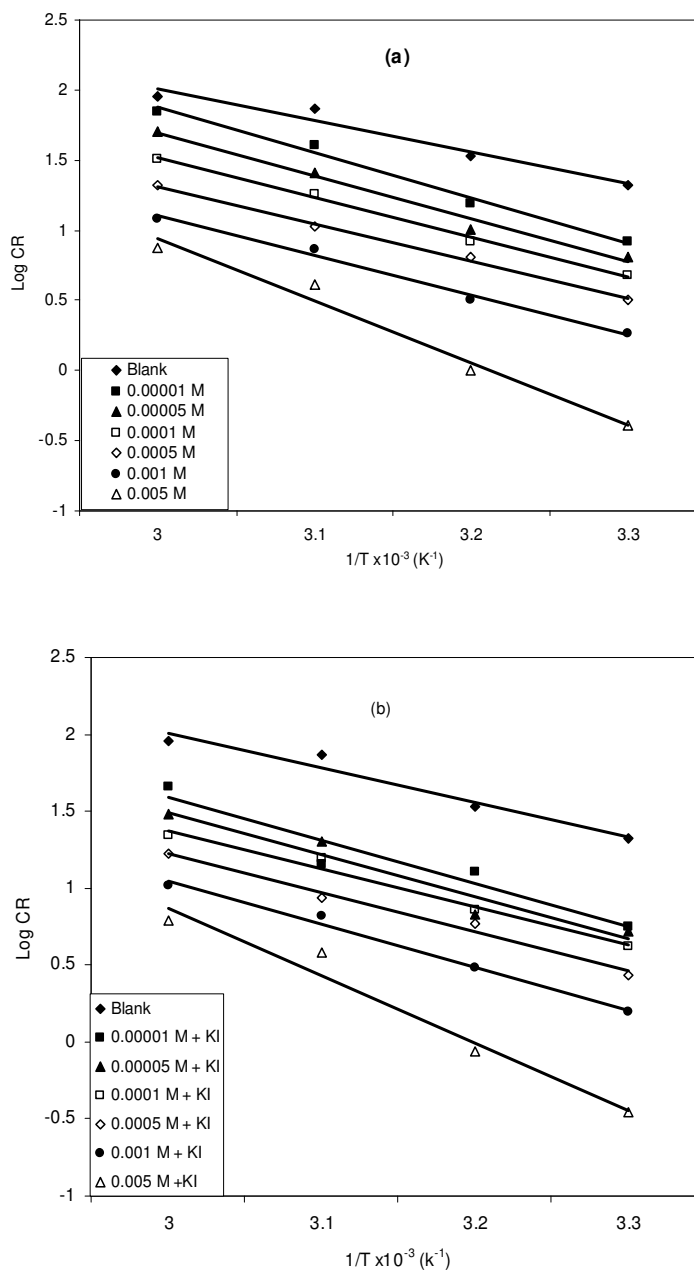 (a)
2.5
2
1.5
1
0.5
0
-0.5
-1
Log CR
Blank
0.00001 M
0.00005 M
0.0001 M
0.0005 M
0.001 M
0.005 M
3 3.1 3.2 3.3
1/T x10-3 (K-1)
(b)
2.5
2
1.5
1
0.5
0
-0.5
-1
Log CR
Blank
0.00001 M + KI
0.00005 M + KI
0.0001 M + KI
0.0005 M + KI
0.001 M + KI
0.005 M +KI
3 3.1 3.2 3.3
1/T x10-3 (k-1)